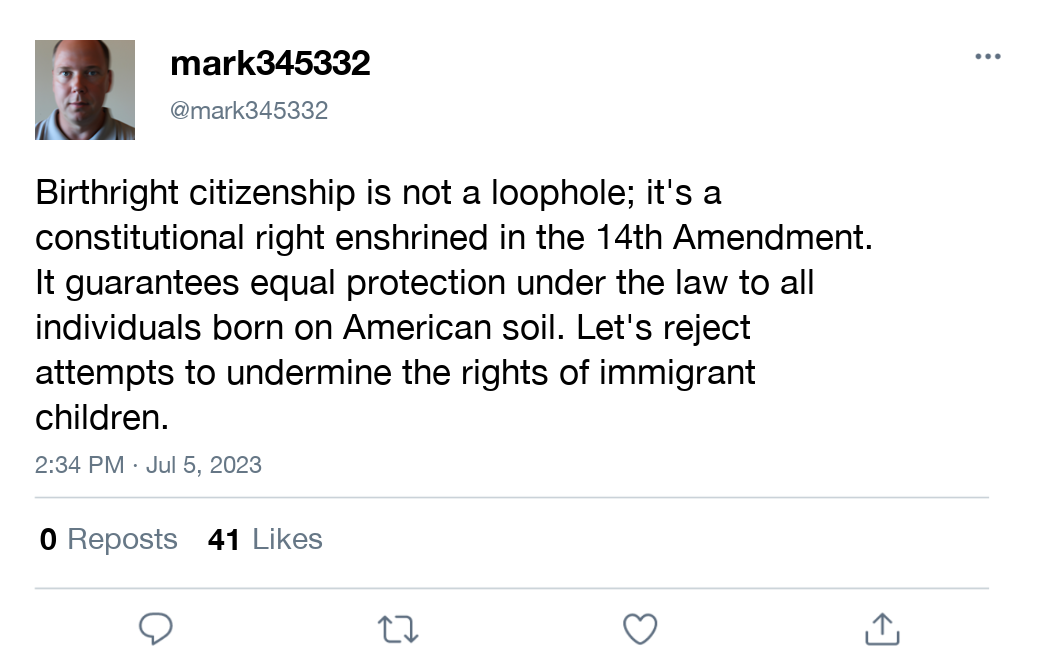 mark345332
@mark345332
Birthright citizenship is not a loophole; it's a
constitutional right enshrined in the 14th Amendment.
It guarantees equal protection under the law to all
individuals born on American soil. Let's reject
attempts to undermine the rights of immigrant
children.
2:34 PM · Jul 5, 2023
0 Reposts 41 Likes